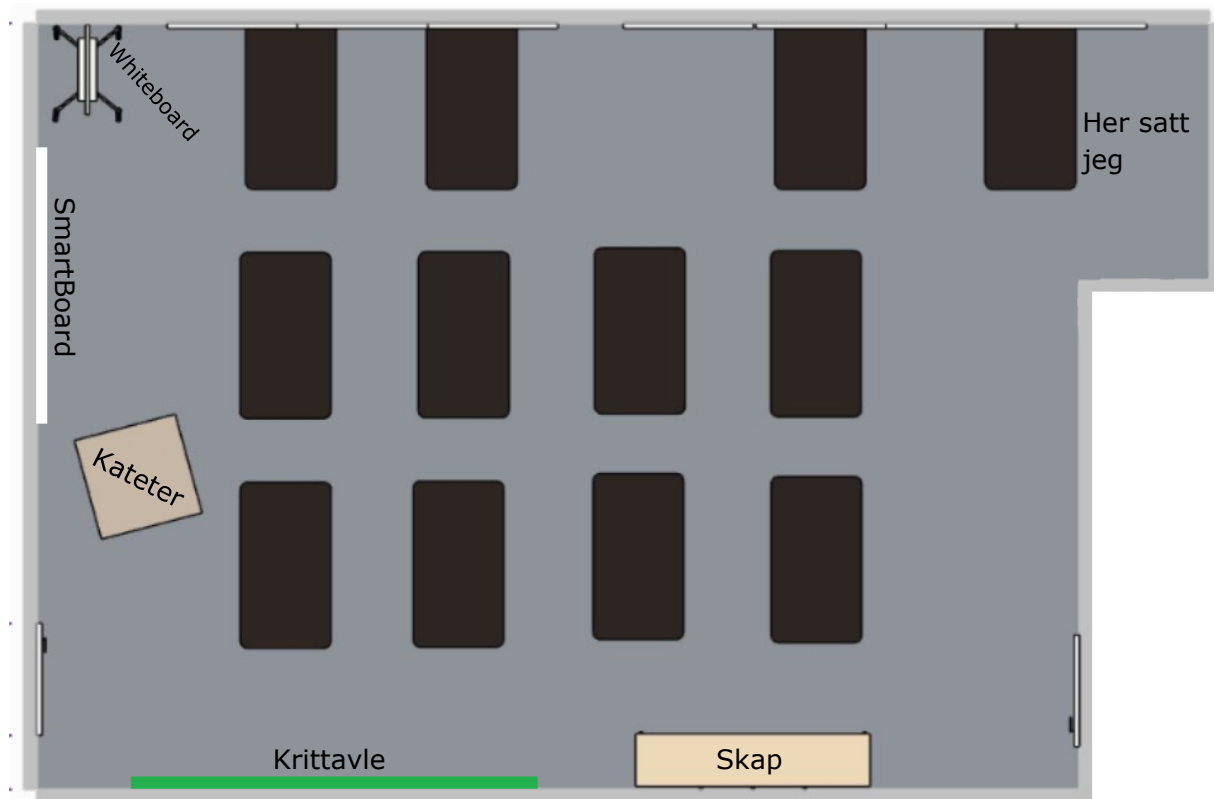 Whiteboard
Her satt
jeg
SmartBoard
Kateter
Krittavle
Skap